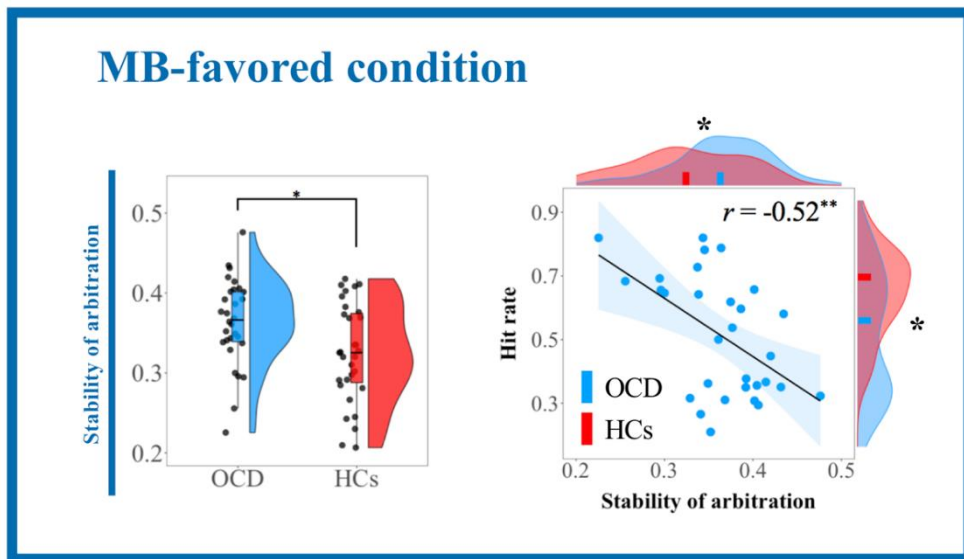 MB-favored condition
Stability of arbitration
0.5
0.4
0.3
0.2
*
OCD
HCs
*
*
Hit rate
0.9
0.7
0.5
0.3
r = -0.52**
OCD
HCs
0.2
0.3
0.4
0.5
Stability of arbitration